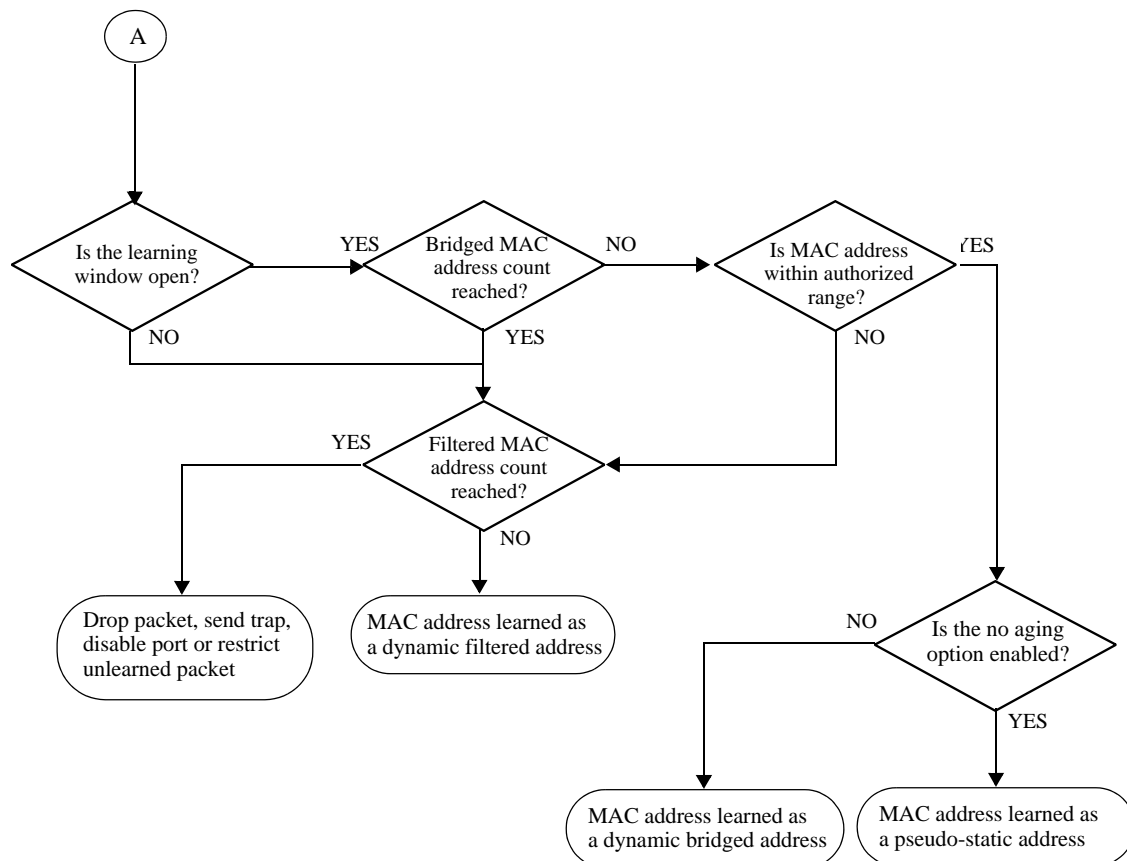 A
Is the learning
window open?
YES
Bridged MAC
address count
reached?
NO
Is MAC address
within authorized
range?
YES
NO
YES
NO
YES
Filtered MAC
address count
reached?
NO
Drop packet, send trap,
disable port or restrict
unlearned packet
MAC address learned as
a dynamic filtered address
NO
Is the no aging
option enabled?
YES
MAC address learned as
a dynamic bridged address
MAC address learned as
a pseudo-static address